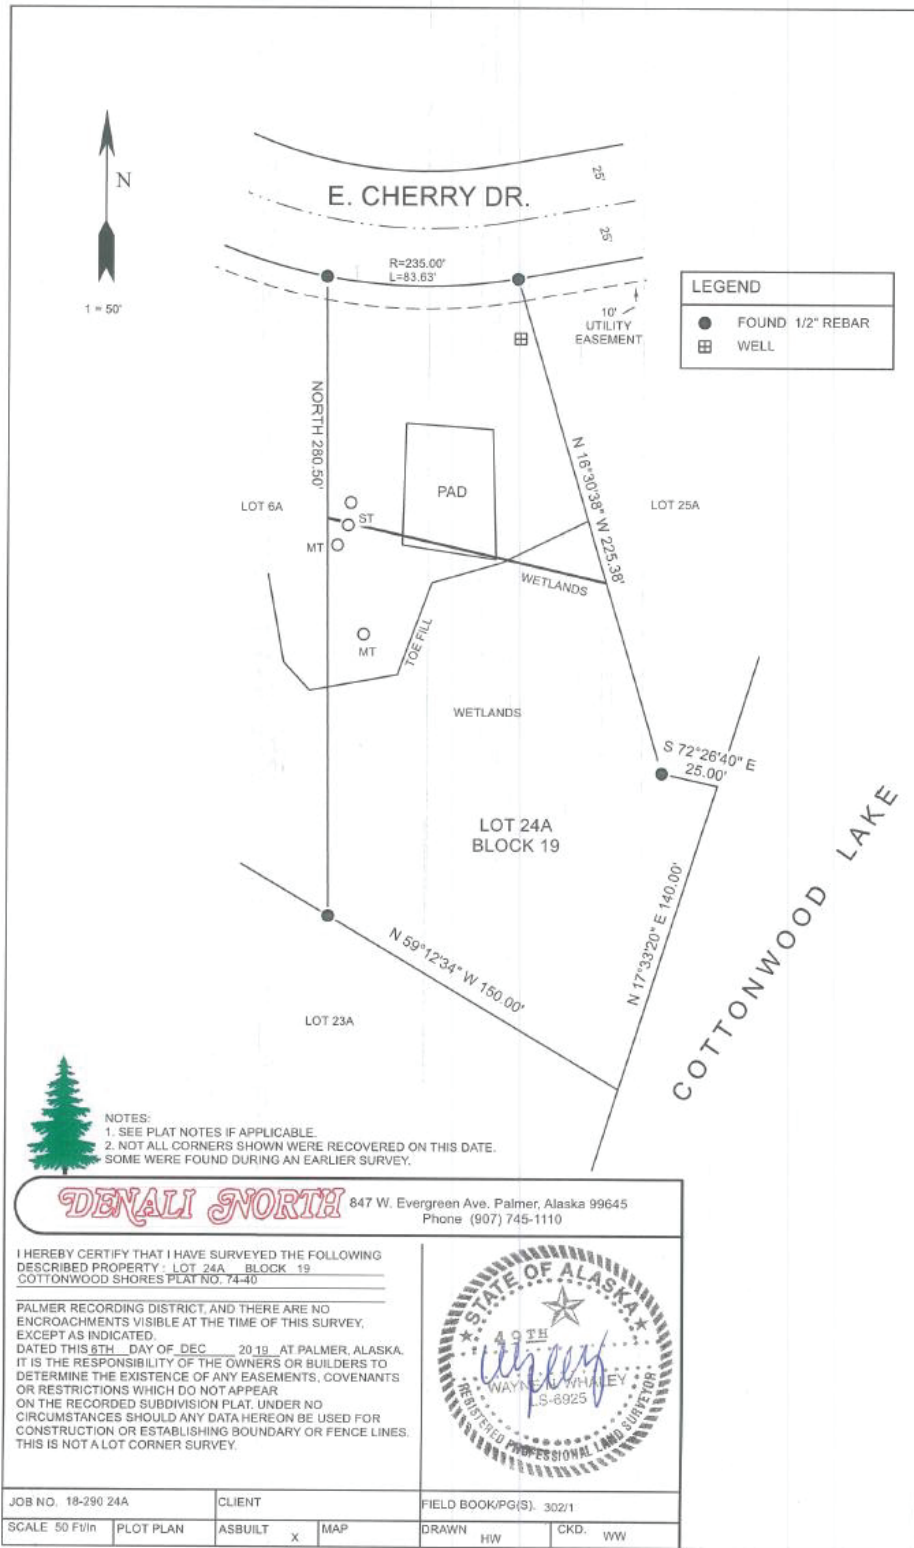 E. CHERRY DR.
25'
25'
N
1 = 50'
R=235.00'
L=83.63'
10'
UTILITY
EASEMENT
LEGEND
FOUND 1/2" REBAR
WELL
NORTH 280.50'
N 16°30'38" W 225.38'
LOT 6A
PAD
LOT 25A
ST
MT
WETLANDS
MT
TOE FILL
WETLANDS
S 72°26'40" E
25.00'
LOT 24A
BLOCK 19
COTTONWOOD LAKE
N 17°33'20" E 140.00'
N 59°12'34" W 150.00'
LOT 23A
NOTES:
1. SEE PLAT NOTES IF APPLICABLE.
2. NOT ALL CORNERS SHOWN WERE RECOVERED ON THIS DATE.
SOME WERE FOUND DURING AN EARLIER SURVEY.
DENALI NORTH
847 W. Evergreen Ave. Palmer, Alaska 99645
Phone (907) 745-1110
I HEREBY CERTIFY THAT I HAVE SURVEYED THE FOLLOWING
DESCRIBED PROPERTY : LOT 24A BLOCK 19
COTTONWOOD SHORES PLAT NO. 74-40
PALMER RECORDING DISTRICT, AND THERE ARE NO
ENCROACHMENTS VISIBLE AT THE TIME OF THIS SURVEY,
EXCEPT AS INDICATED.
DATED THIS 6TH DAY OF DEC 20 19 AT PALMER, ALASKA.
IT IS THE RESPONSIBILITY OF THE OWNERS OR BUILDERS TO
DETERMINE THE EXISTENCE OF ANY EASEMENTS, COVENANTS
OR RESTRICTIONS WHICH DO NOT APPEAR
ON THE RECORDED SUBDIVISION PLAT. UNDER NO
CIRCUMSTANCES SHOULD ANY DATA HEREON BE USED FOR
CONSTRUCTION OR ESTABLISHING BOUNDARY OR FENCE LINES.
THIS IS NOT A LOT CORNER SURVEY.
STATE OF ALASKA
49TH
WAYNE WHALEY
LS-6925
REGISTERED PROFESSIONAL LAND SURVEYOR
JOB NO. 18-290 24A
CLIENT
FIELD BOOK/PG(S). 302/1
SCALE 50 Ft/In
PLOT PLAN
ASBUILT X
MAP
DRAWN HW
CKD. WW